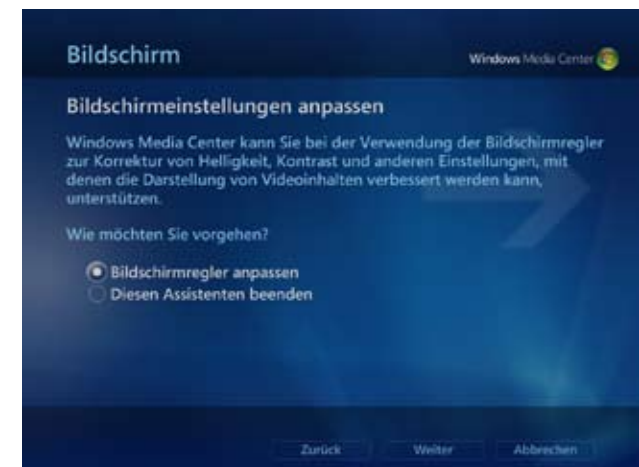 Bildschirm
Windows Media Center
Bildschirmeinstellungen anpassen
Windows Media Center kann Sie bei der Verwendung der Bildschirmregler
zur Korrektur von Helligkeit, Kontrast und anderen Einstellungen, mit
denen die Darstellung von Videoinhalten verbessert werden kann,
unterstützen.
Wie möchten Sie vorgehen?
Bildschirmregler anpassen
Diesen Assistenten beenden
Zurück Weiter Abbrechen